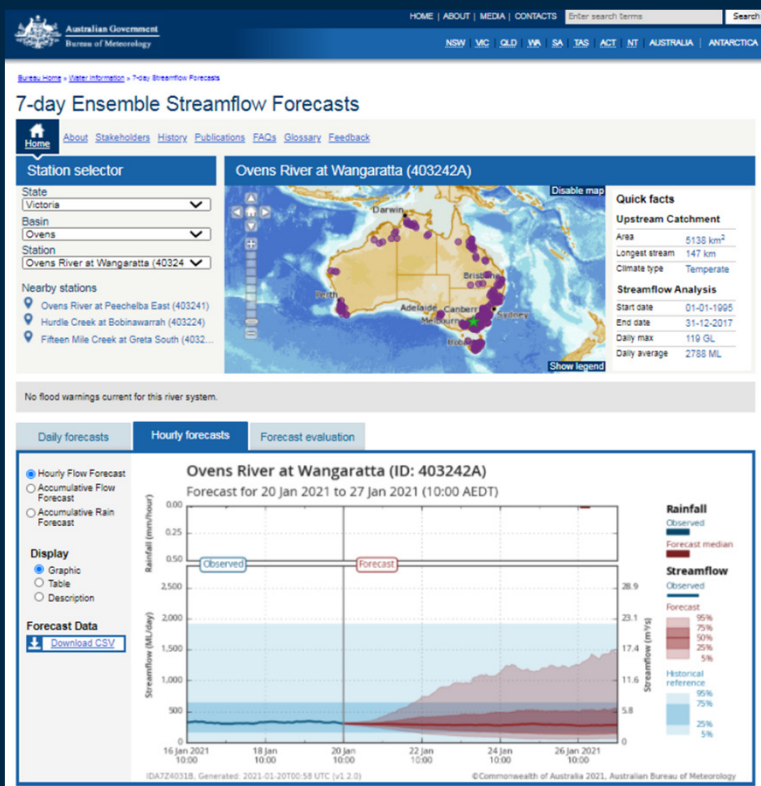 HOME | ABOUT | MEDIA | CONTACTS
Enter search terms
Search
Australian Government
Bureau of Meteorology
NSW | VIC | QLD | WA | SA | TAS | ACT | NT | AUSTRALIA | ANTARCTICA
Bureau Home » Water Information » 7-day Streamflow Forecasts
7-day Ensemble Streamflow Forecasts
Home About Stakeholders History Publications FAQs Glossary Feedback
Station selector
State
Victoria
Basin
Ovens
Station
Ovens River at Wangaratta (40324
Nearby stations
Ovens River at Peechelba East (403241)
Hurdle Creek at Bobinawarrah (403224)
Fifteen Mile Creek at Greta South (4032...
Ovens River at Wangaratta (403242A)
Disable map
Darwin
Brisbane
Perth
Adelaide
Canberr
Sydney
Melbourn
Hobar
Show legend
Quick facts
Upstream Catchment
Area 5138 km²
Longest stream 147 km
Climate type Temperate
Streamflow Analysis
Start date 01-01-1995
End date 31-12-2017
Daily max 119 GL
Daily average 2788 ML
No flood warnings current for this river system.
Daily forecasts
Hourly forecasts
Forecast evaluation
Hourly Flow Forecast
Accumulative Flow
Forecast
Accumulative Rain
Forecast
Display
Graphic
Table
Description
Forecast Data
Download CSV
Ovens River at Wangaratta (ID: 403242A)
Forecast for 20 Jan 2021 to 27 Jan 2021 (10:00 AEDT)
Rainfall (mm/hour)
0.00
0.25
0.50
Observed
Forecast
Streamflow (ML/day)
2,500
2,000
1,500
1,000
500
0
28.9
23.1
17.4
11.6
5.8
0
Streamflow (m³/s)
16 Jan 2021
10:00
18 Jan
10:00
20 Jan
10:00
22 Jan
10:00
24 Jan
10:00
26 Jan 2021
10:00
Rainfall
Observed
Forecast median
Streamflow
Observed
Forecast
95%
75%
50%
25%
5%
Historical
reference
95%
75%
25%
5%
IDA7Z4031B, Generated: 2021-01-20T00:58 UTC (v1.2.0)
©Commonwealth of Australia 2021, Australian Bureau of Meteorology